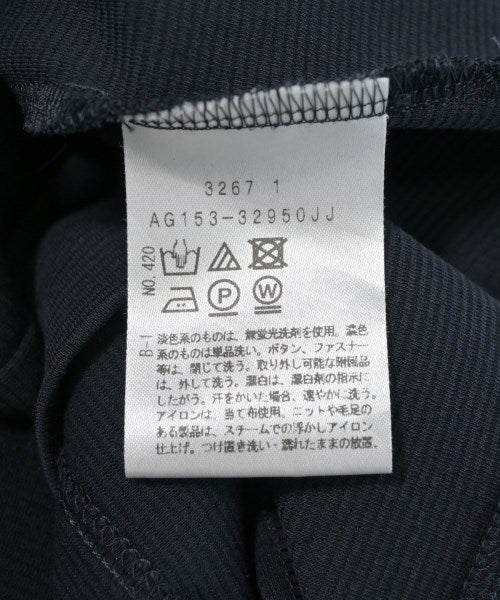 3267 1
AG153-32950JJ
NO.420
P
W
B-1
淡色系のものは、無蛍光洗剤を使用。濃色
系のものは単品洗い。ボタン、ファスナー
等は、閉じて洗う。取り外し可能な附属品
は、外して洗う。漂白は、漂白剤の指示に
したがう。汗をかいた場合、速やかに洗う。
アイロンは、当て布使用。ニットや毛足の
ある製品は、スチームでの浮かしアイロン
仕上げ。つけ置き洗い・濡れたままの放置、